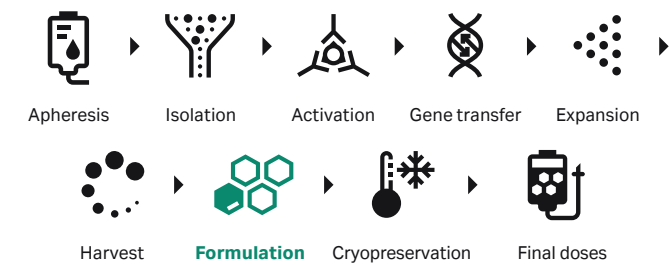 Apheresis Isolation Activation Gene transfer Expansion
Harvest Formulation Cryopreservation Final doses